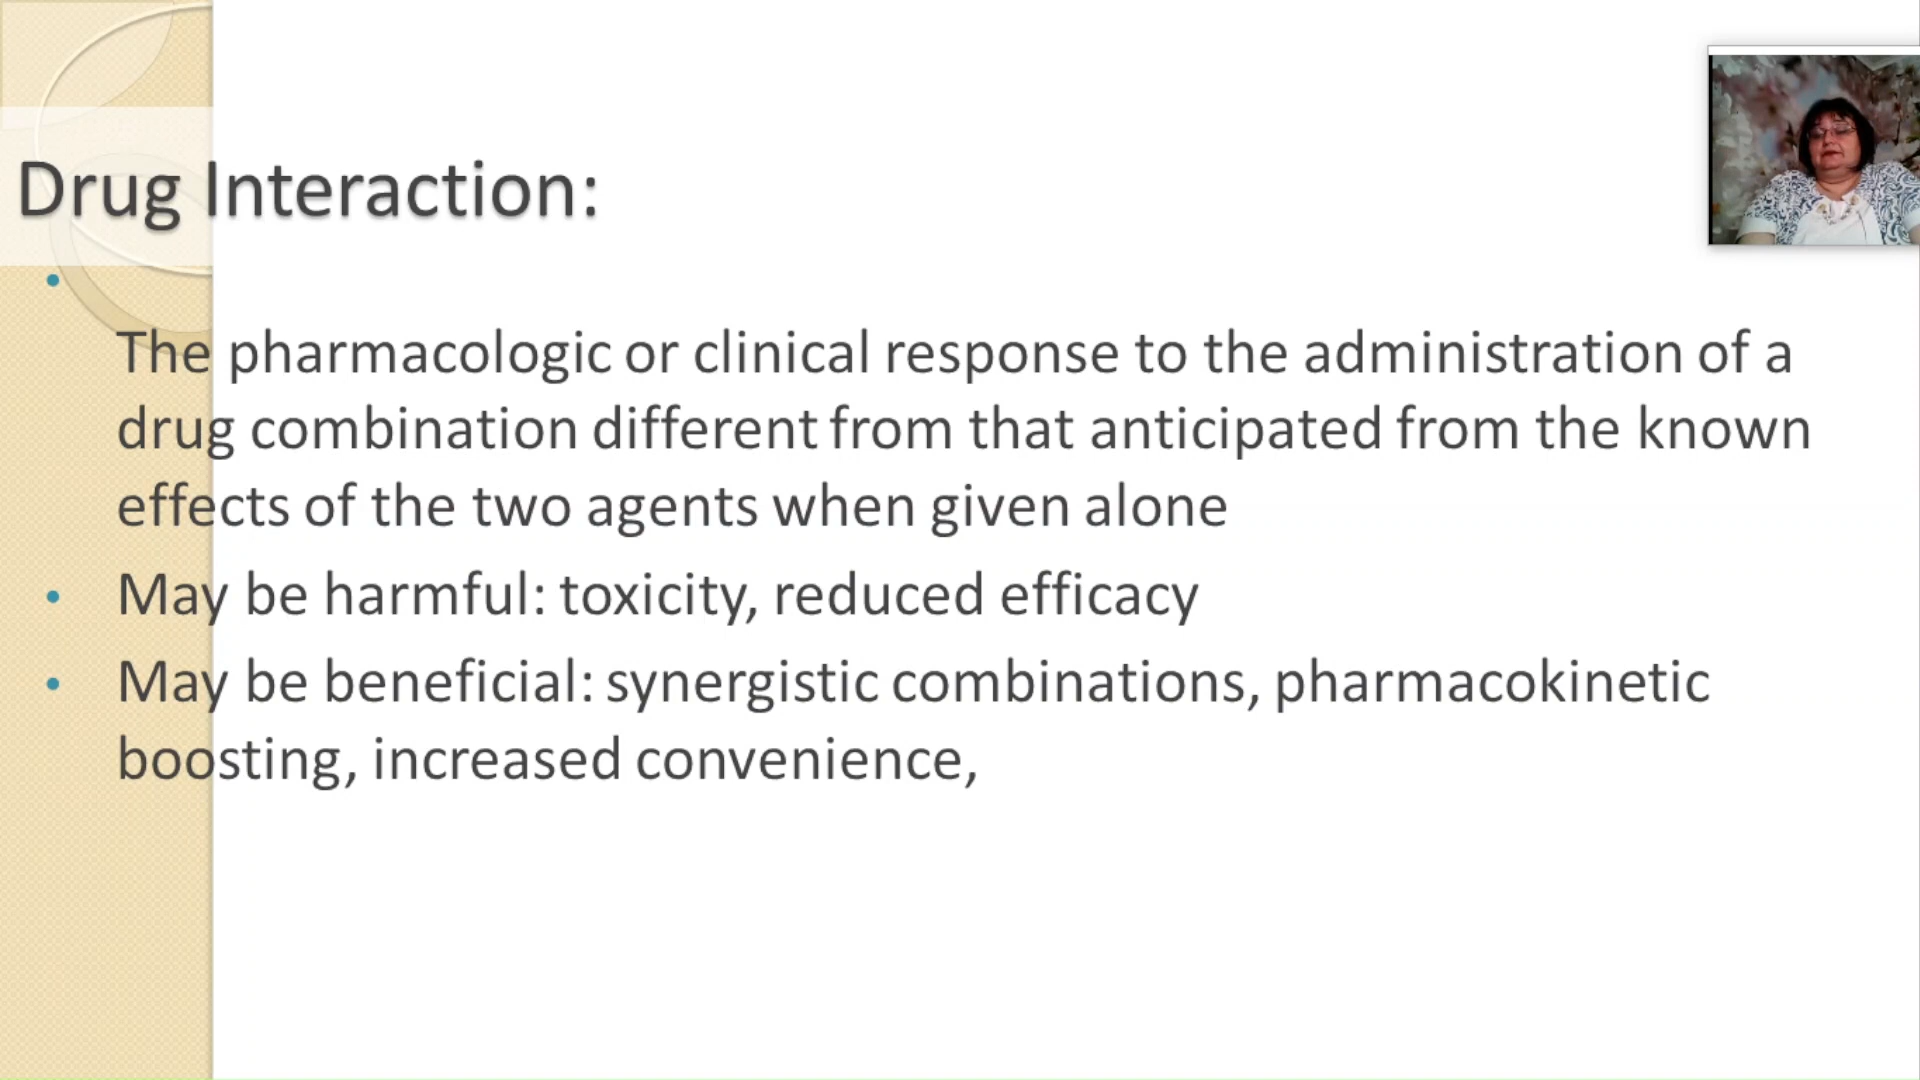 Drug Interaction:
•
The pharmacologic or clinical response to the administration of a
drug combination different from that anticipated from the known
effects of the two agents when given alone
• May be harmful: toxicity, reduced efficacy
• May be beneficial: synergistic combinations, pharmacokinetic
boosting, increased convenience,